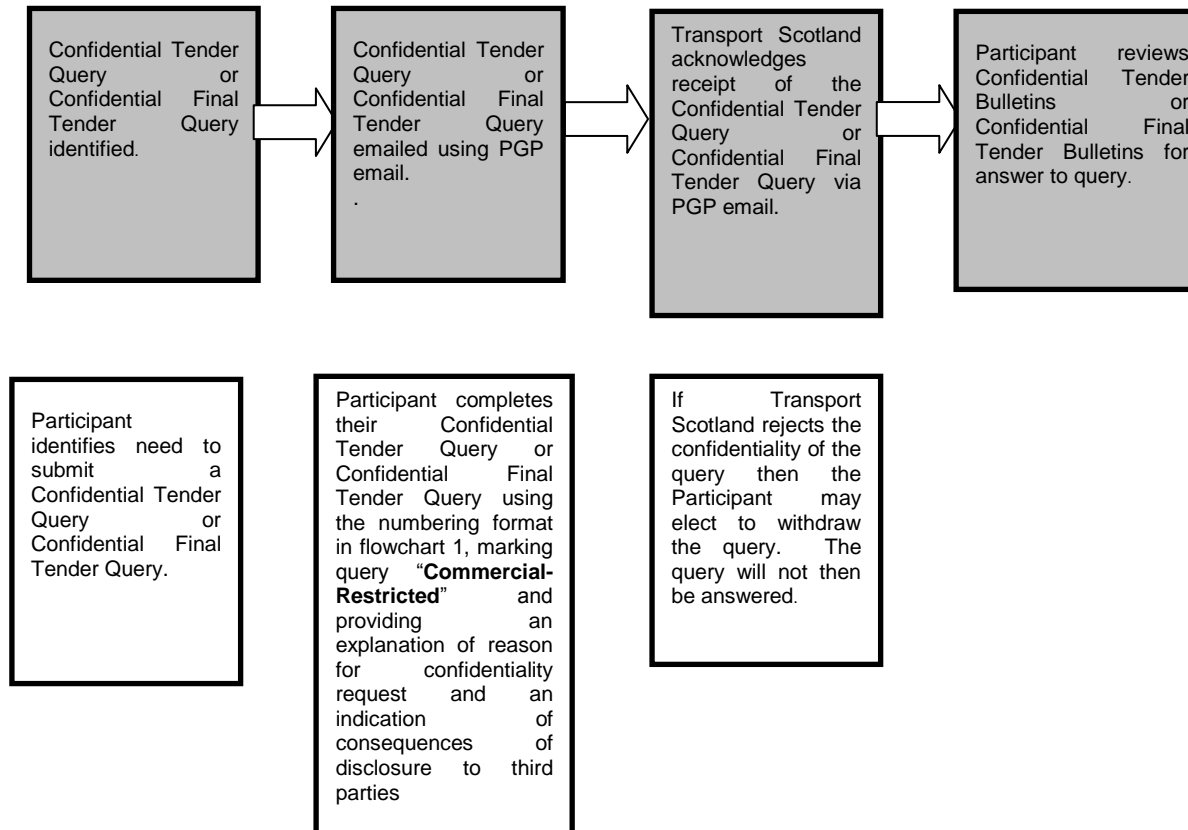 Confidential Tender
Query or
Confidential Final
Tender Query
identified.
Confidential Tender
Query or
Confidential Final
Tender Query
emailed using PGP
email.
.
Transport Scotland
acknowledges
receipt of the
Confidential Tender
Query or
Confidential Final
Tender Query via
PGP email.
Participant reviews
Confidential Tender
Bulletins or
Confidential Final
Tender Bulletins for
answer to query.
Participant
identifies need to
submit a
Confidential Tender
Query or
Confidential Final
Tender Query.
Participant completes
their Confidential
Tender Query or
Confidential Final
Tender Query using
the numbering format
in flowchart 1, marking
query “Commercial-
Restricted” and
providing an
explanation of reason
for confidentiality
request and an
indication of
consequences of
disclosure to third
parties
If Transport
Scotland rejects the
confidentiality of the
query then the
Participant may
elect to withdraw
the query. The
query will not then
be answered.